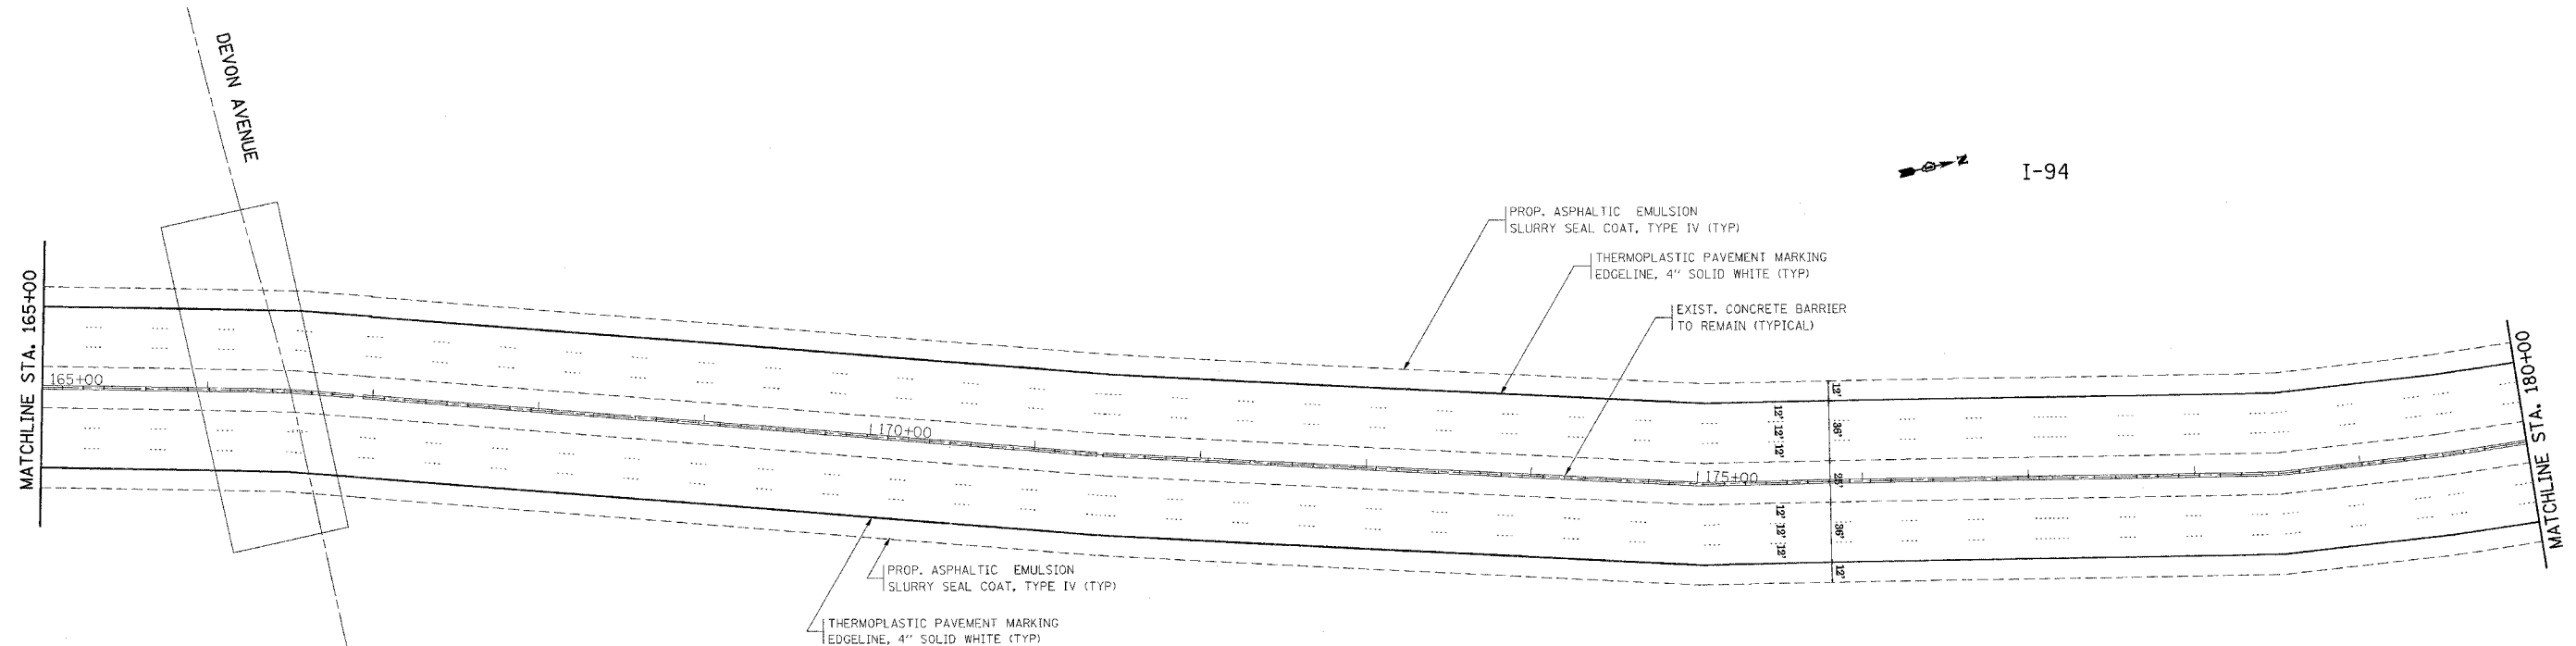 DEVON AVENUE
N
I-94
PROP. ASPHALTIC EMULSION
SLURRY SEAL COAT, TYPE IV (TYP)
THERMOPLASTIC PAVEMENT MARKING
EDGELINE, 4" SOLID WHITE (TYP)
EXIST. CONCRETE BARRIER
TO REMAIN (TYPICAL)
MATCHLINE STA. 165+00
165+00
170+00
175+00
12'
36'
12' 12' 12'
25'
12' 12' 12'
36'
12'
MATCHLINE STA. 180+00
PROP. ASPHALTIC EMULSION
SLURRY SEAL COAT, TYPE IV (TYP)
THERMOPLASTIC PAVEMENT MARKING
EDGELINE, 4" SOLID WHITE (TYP)